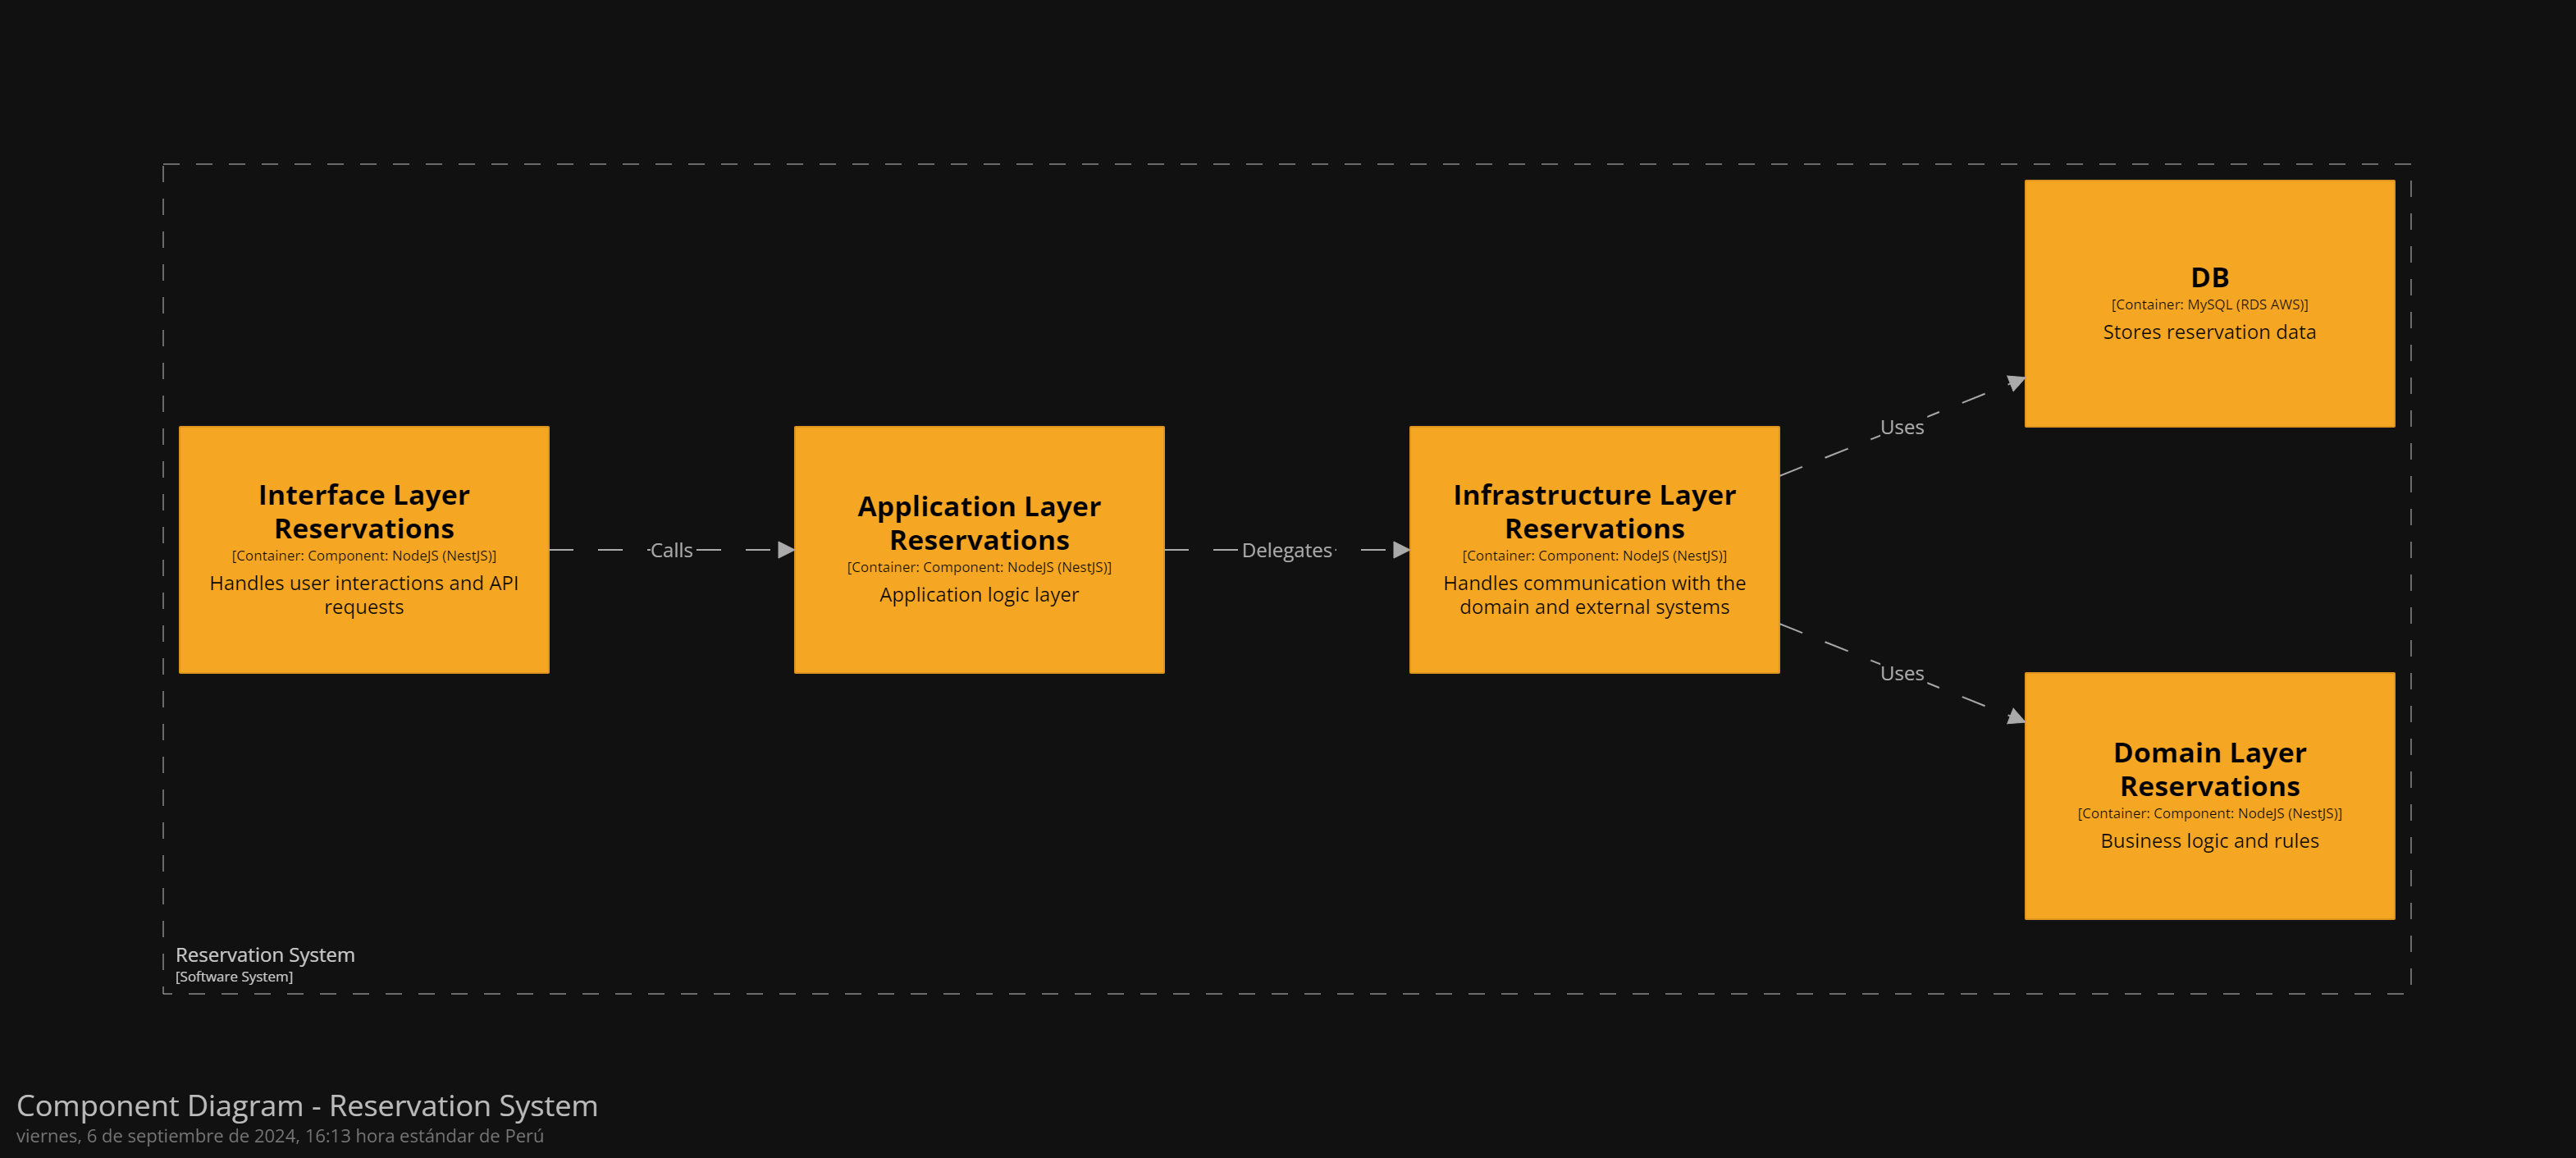 Interface Layer
Reservations
[Container: Component: NodeJS (NestJS)]
Handles user interactions and API
requests
Calls
Application Layer
Reservations
[Container: Component: NodeJS (NestJS)]
Application logic layer
Delegates
Infrastructure Layer
Reservations
[Container: Component: NodeJS (NestJS)]
Handles communication with the
domain and external systems
Uses
DB
[Container: MySQL (RDS AWS)]
Stores reservation data
Uses
Domain Layer
Reservations
[Container: Component: NodeJS (NestJS)]
Business logic and rules
Reservation System
[Software System]
Component Diagram - Reservation System
viernes, 6 de septiembre de 2024, 16:13 hora estándar de Perú